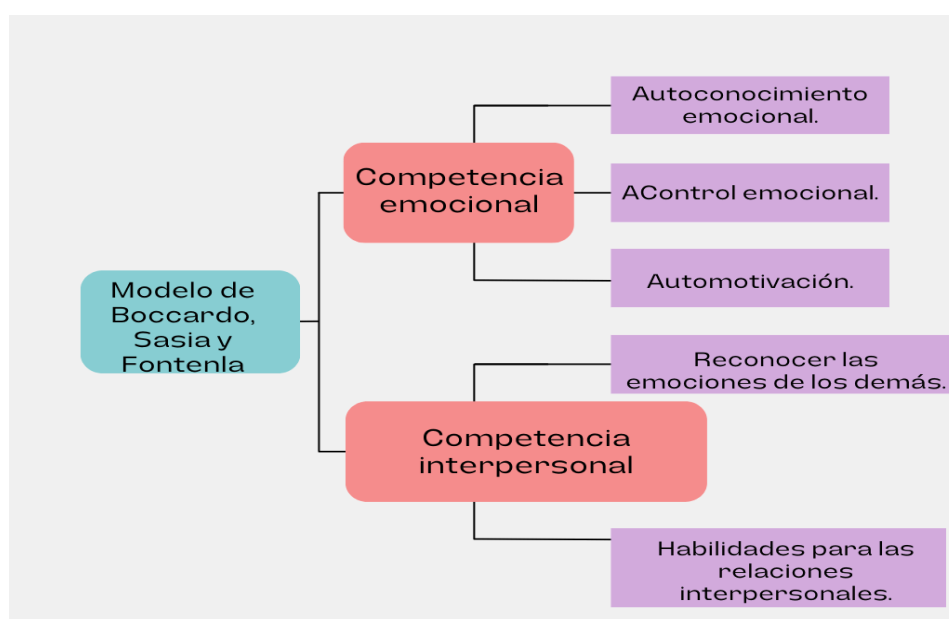 Modelo de
Boccardo,
Sasia y
Fontenla
Competencia
emocional
Autoconocimiento
emocional.
AControl emocional.
Automotivación.
Competencia
interpersonal
Reconocer las
emociones de los demás.
Habilidades para las
relaciones
interpersonales.